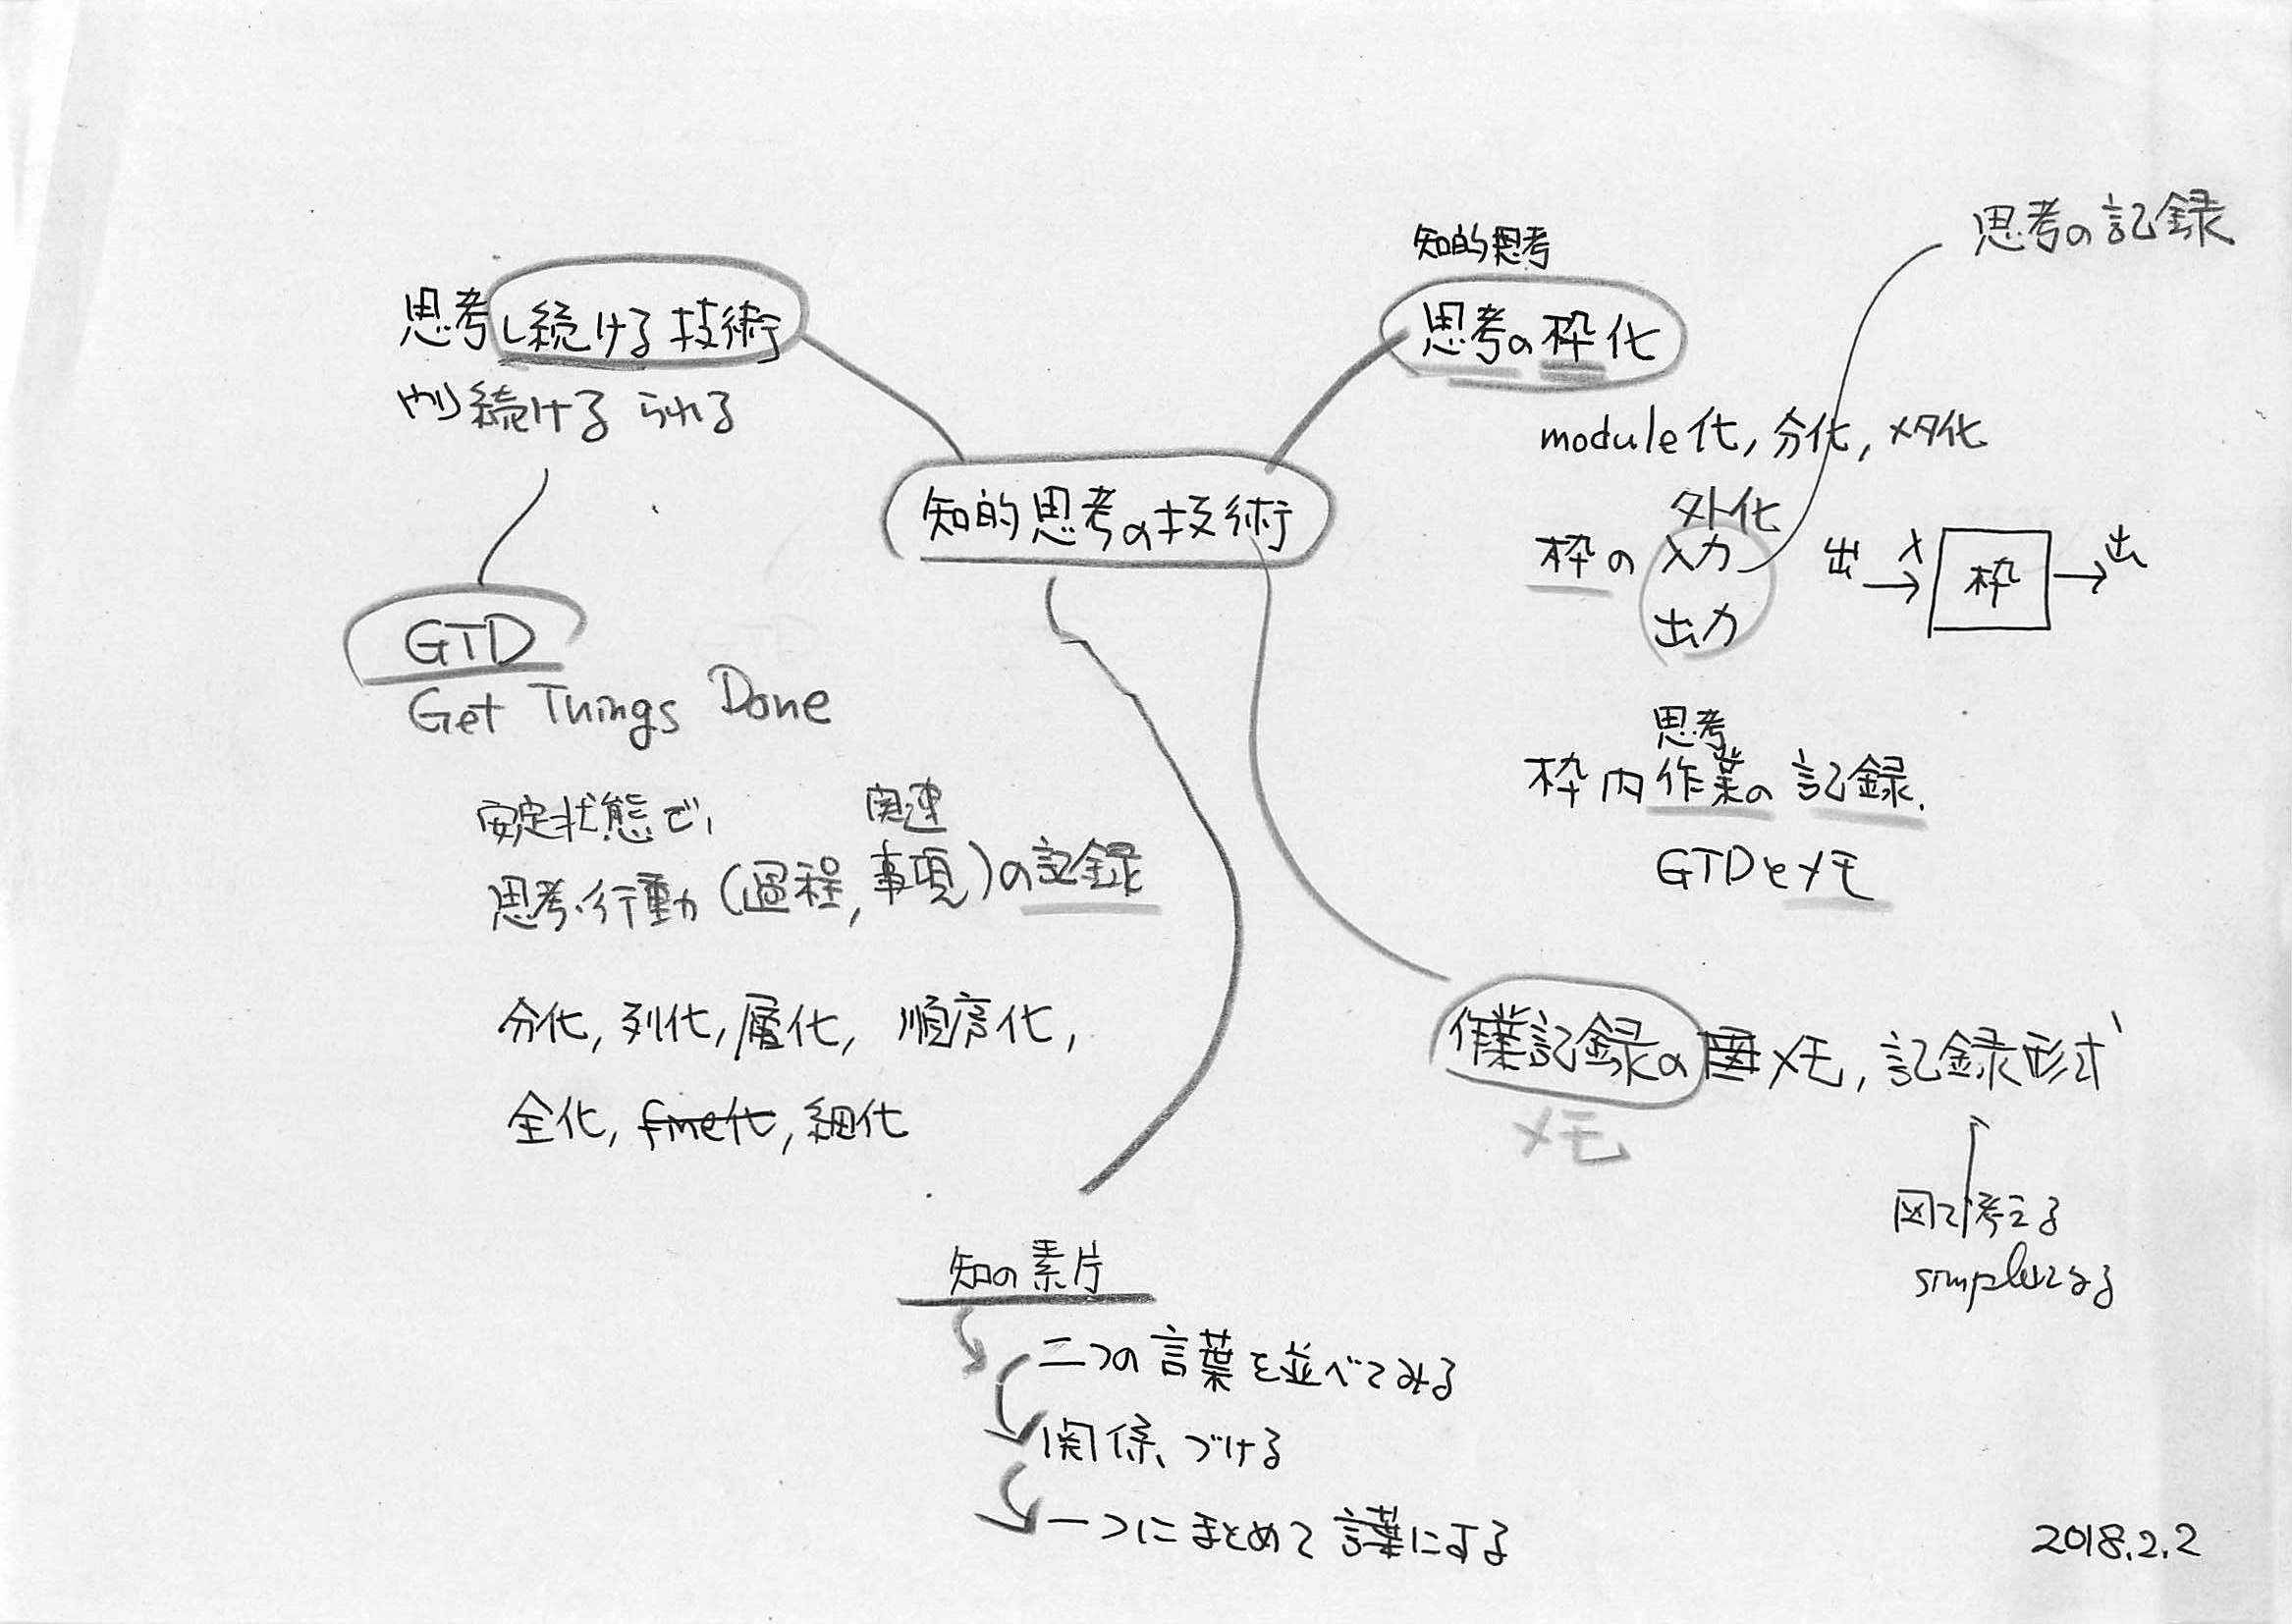 思考の記録
知的思考
思考の枠化
思考し続ける技術
やり続ける られる
module化, 分化, メタ化
知的思考の技術
外化
枠の 入力
出力
出 入 枠 出
GTD
Get Things Done
思考
枠内作業の記録.
GTDとメモ
安定状態で,
関連
思考・行動(過程, 事項)の記録
分化, 列化, 層化, 順序化,
全化, fine化, 細化
作業記録の メモ, 記録形式
メモ
図で考える
simpleにする
知の素片
二つの言葉を並べてみる
関係づける
一つにまとめて言葉にする
2018.2.2